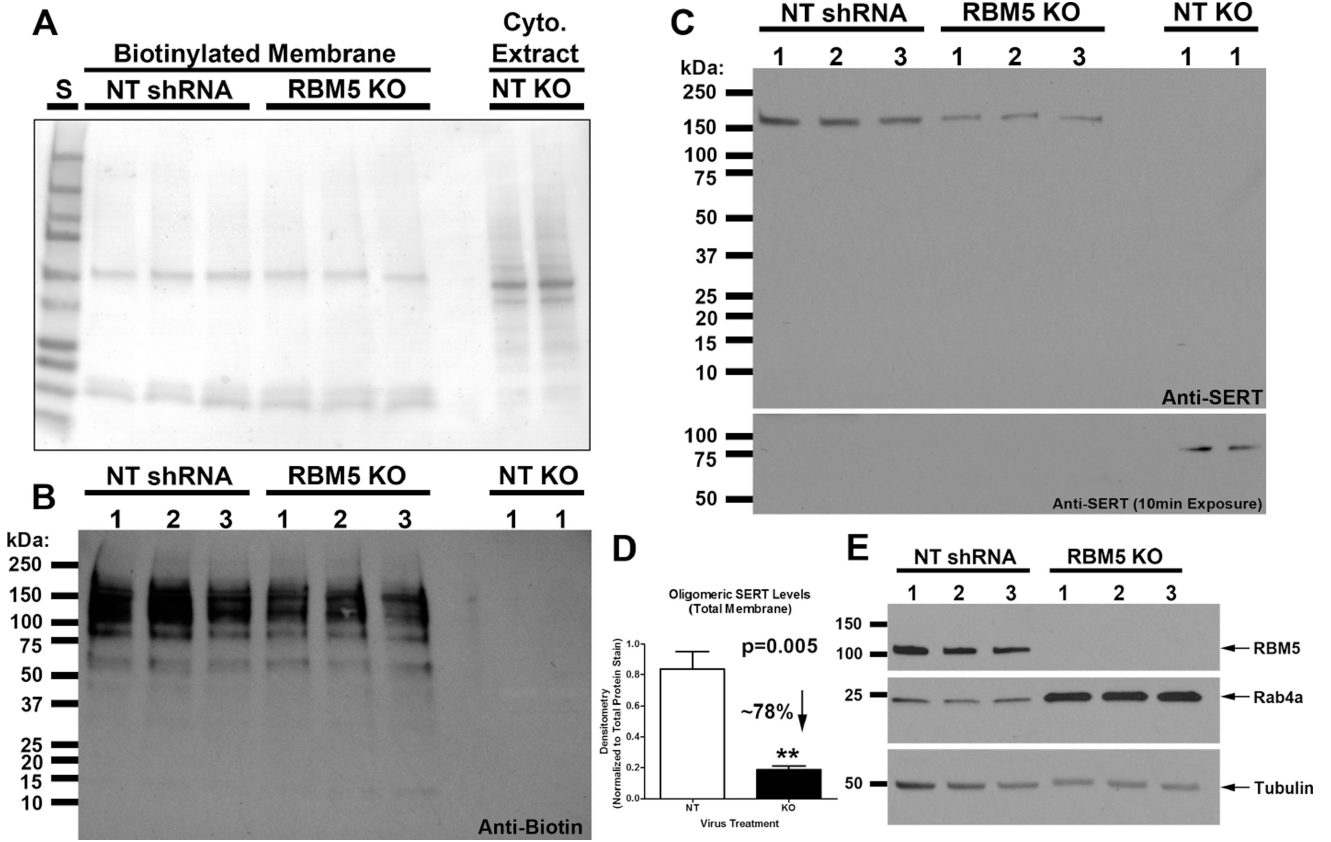 A
Cyto.
Biotinylated Membrane Extract
S NT shRNA RBM5 KO NT KO
B
NT shRNA RBM5 KO NT KO
1 2 3 1 2 3 1 1
kDa:
250
150
100
75
50
37
25
20
15
10
Anti-Biotin
C
NT shRNA RBM5 KO NT KO
1 2 3 1 2 3 1 1
kDa:
250
150
100
75
50
37
25
20
15
10
Anti-SERT
100
75
50
Anti-SERT (10min Exposure)
D
Oligomeric SERT Levels
(Total Membrane)
Densitometry
(Normalized to Total Protein Stain)
1.0
0.8
0.6
0.4
0.2
0.0
p=0.005
~78%
**
NT KO
Virus Treatment
E
NT shRNA RBM5 KO
1 2 3 1 2 3
150
100
RBM5
25
Rab4a
50
Tubulin